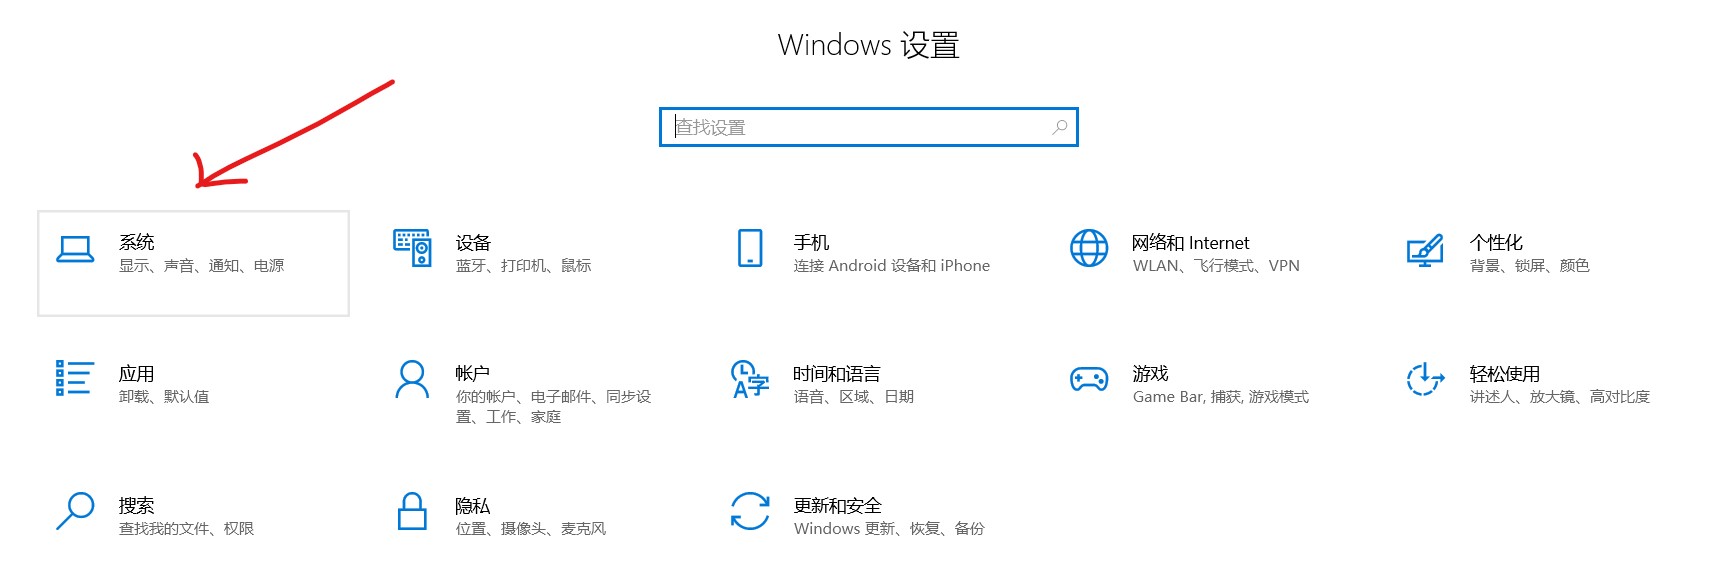 Windows 设置
查找设置
系统
显示、声音、通知、电源
设备
蓝牙、打印机、鼠标
手机
连接 Android 设备和 iPhone
网络和 Internet
WLAN、飞行模式、VPN
个性化
背景、锁屏、颜色
应用
卸载、默认值
帐户
你的帐户、电子邮件、同步设
置、工作、家庭
时间和语言
语音、区域、日期
游戏
Game Bar, 捕获, 游戏模式
轻松使用
讲述人、放大镜、高对比度
搜索
查找我的文件、权限
隐私
位置、摄像头、麦克风
更新和安全
Windows 更新、恢复、备份